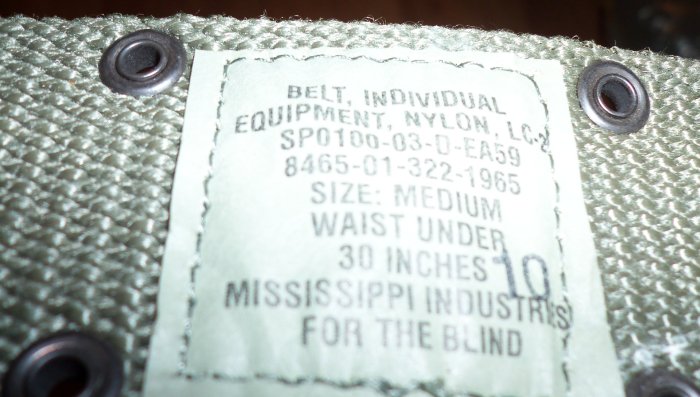 BELT, INDIVIDUAL
EQUIPMENT, NYLON, LC-2
SP0100-03-D-EA59
8465-01-322-1965
SIZE: MEDIUM
WAIST UNDER
30 INCHES
10
MISSISSIPPI INDUSTRIES
FOR THE BLIND